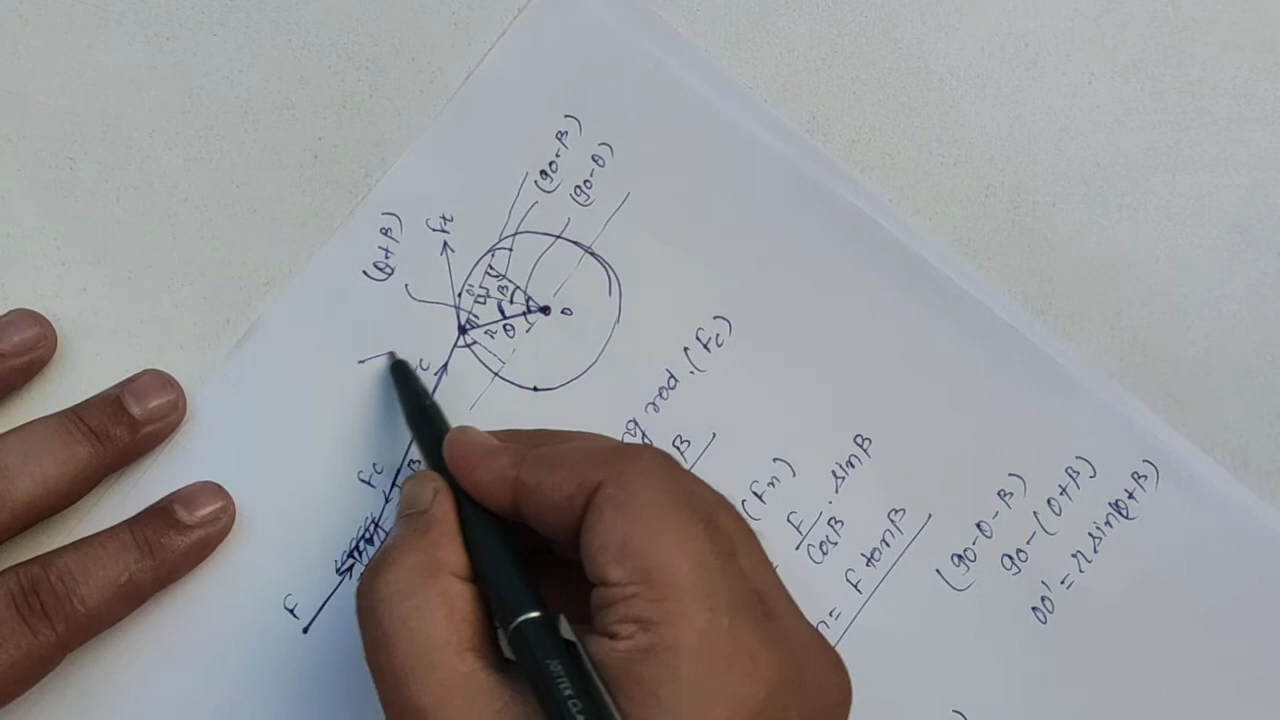 (90-β)
(90-θ)
(θ+β)
Ft
O'
β
r
θ
O
Fc
β
F
rod. (Fc)
β
(Fn)
F/Cosβ . sinβ
= F tanβ
(90-θ-β)
90-(θ+β)
OO' = r sin(θ+β)